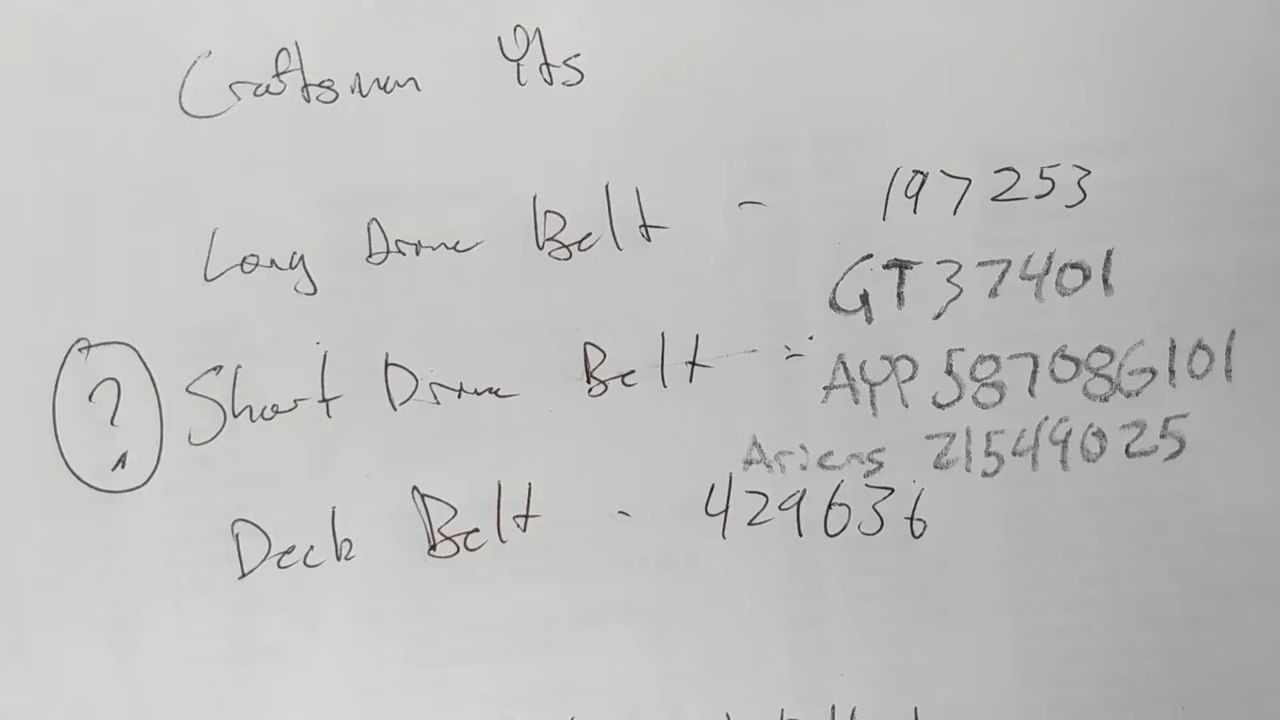 Craftsman Yts
Long Drive Belt - 197253
GT37401
? Short Drive Belt - AYP 587086101
Ariens 21549025
Deck Belt - 429636